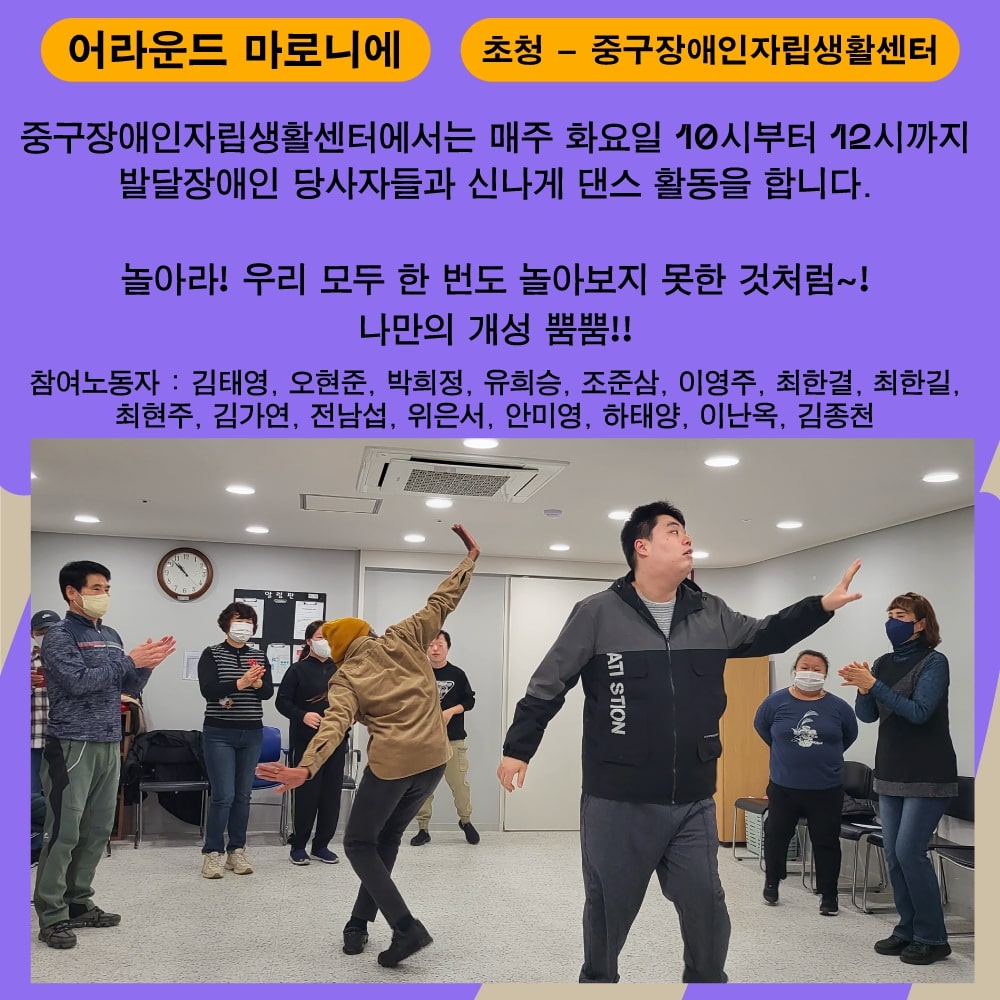 어라운드 마로니에
초청 – 중구장애인자립생활센터
중구장애인자립생활센터에서는 매주 화요일 10시부터 12시까지
발달장애인 당사자들과 신나게 댄스 활동을 합니다.
놀아라! 우리 모두 한 번도 놀아보지 못한 것처럼~!
나만의 개성 뿜뿜!!
참여노동자 : 김태영, 오현준, 박희정, 유희승, 조준삼, 이영주, 최한결, 최한길,
최현주, 김가연, 전남섭, 위은서, 안미영, 하태양, 이난옥, 김종천
알림판
ATI STION